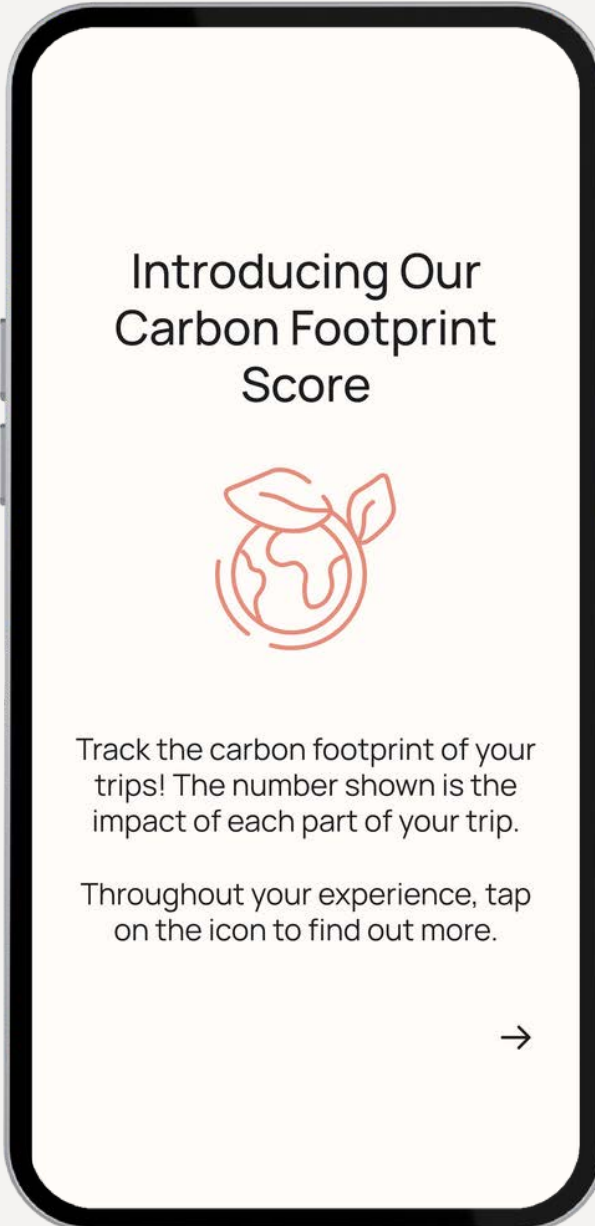 Introducing Our
Carbon Footprint
Score
Track the carbon footprint of your
trips! The number shown is the
impact of each part of your trip.
Throughout your experience, tap
on the icon to find out more.